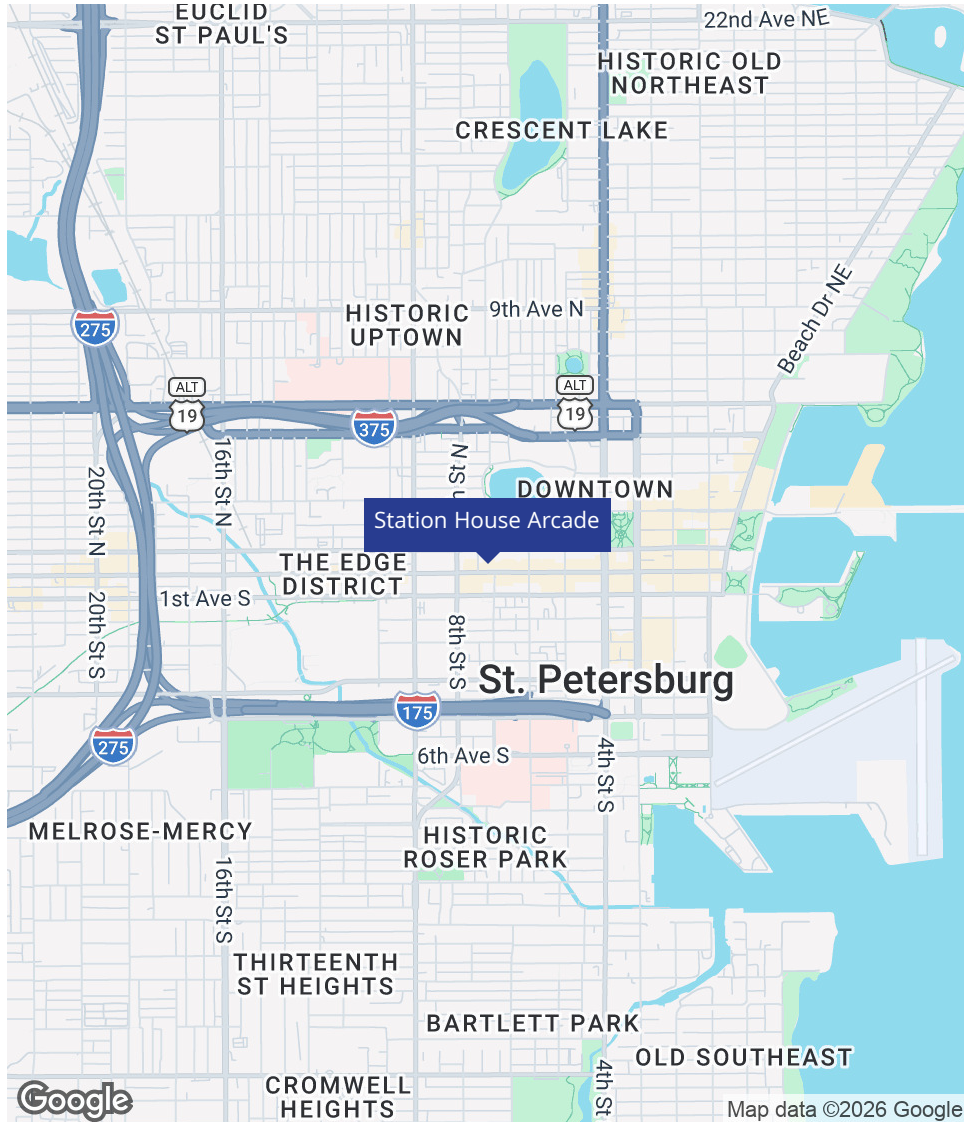 EUCLID
ST PAUL'S
22nd Ave NE
HISTORIC OLD
NORTHEAST
CRESCENT LAKE
Beach Dr NE
9th Ave N
HISTORIC
UPTOWN
275
ALT
19
ALT
19
375
16th St N
20th St N
h St N
DOWNTOWN
Station House Arcade
THE EDGE
DISTRICT
1st Ave S
20th St S
8th St S
St. Petersburg
175
275
6th Ave S
4th St S
MELROSE-MERCY
HISTORIC
ROSER PARK
16th St S
THIRTEENTH
ST HEIGHTS
BARTLETT PARK
OLD SOUTHEAST
4th St
CROMWELL
HEIGHTS
Google
Map data ©2026 Google